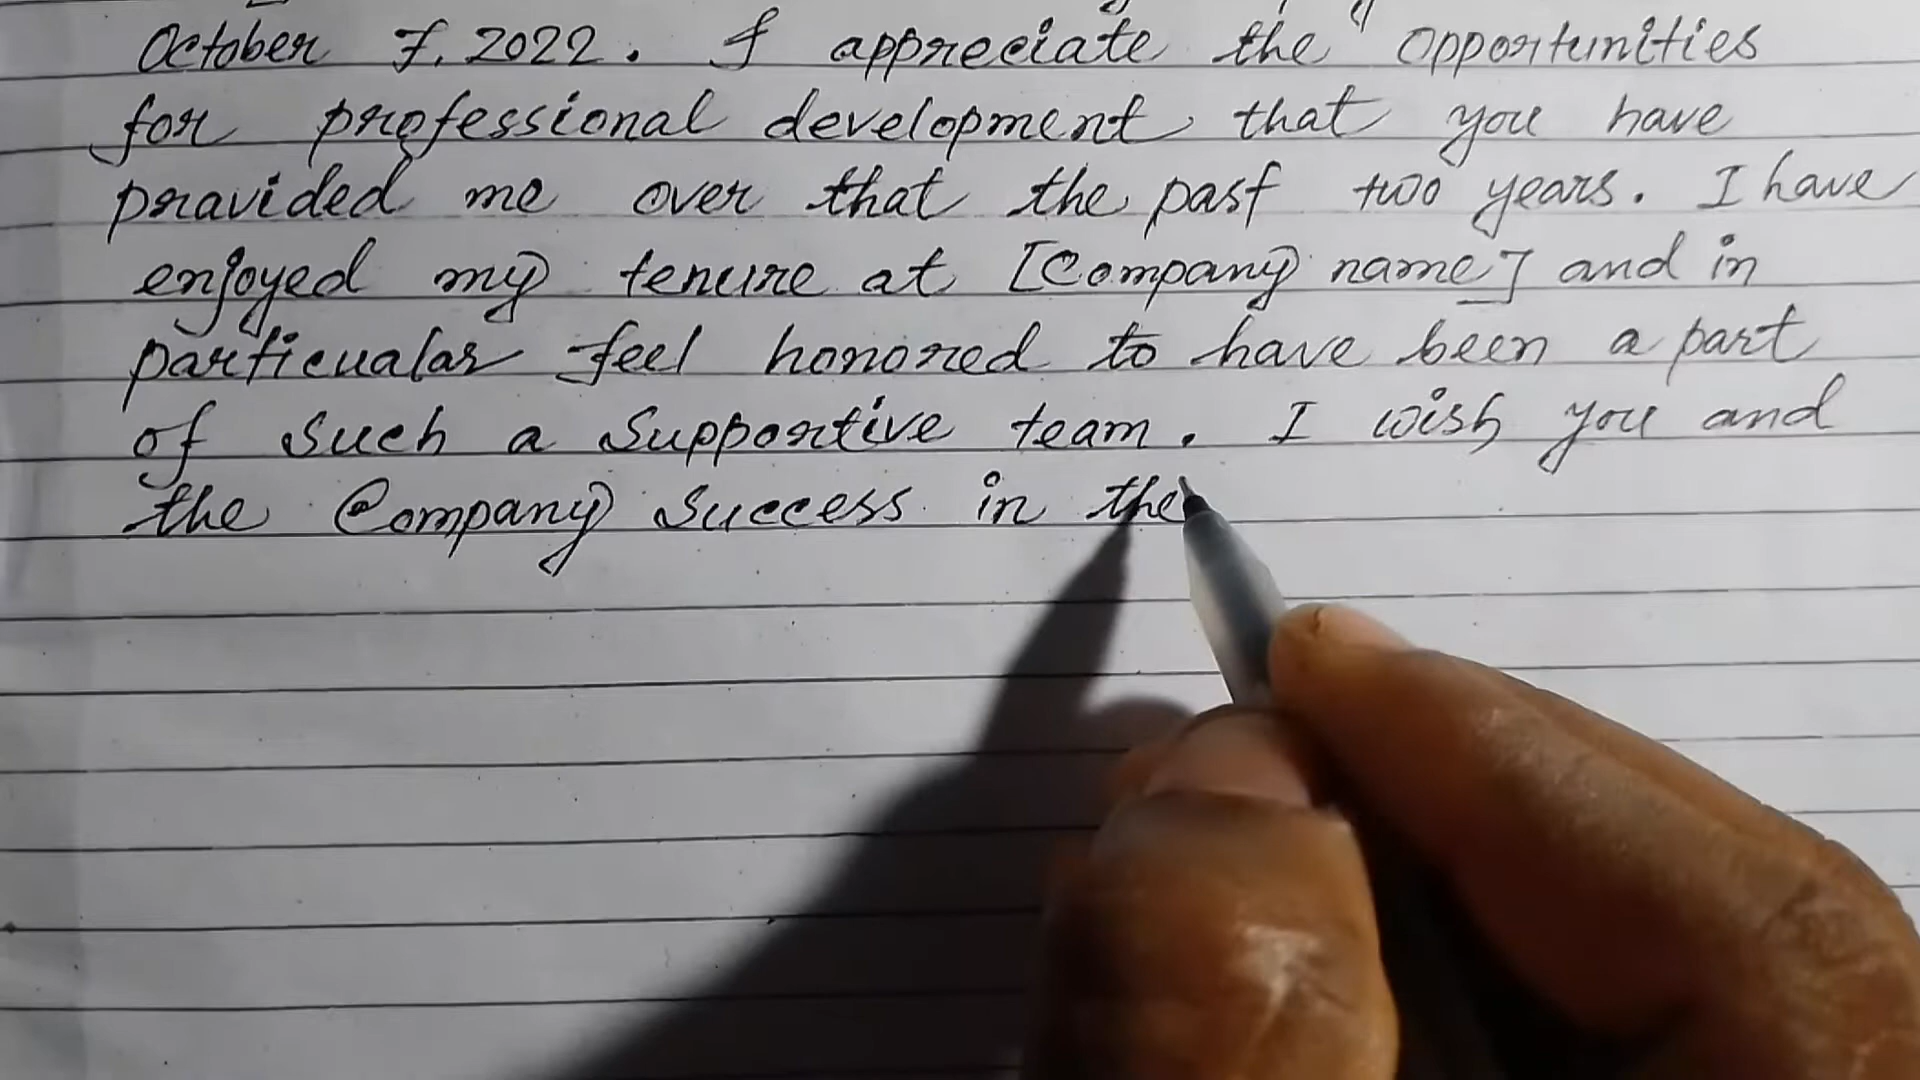 October 7, 2022. I appreciate the opportunities
for professional development that you have
pravided me over that the past two years. I have
enjoyed my tenure at [Company name] and in
particualar feel honored to have been a part
of such a supportive team. I wish you and
the Company success in the